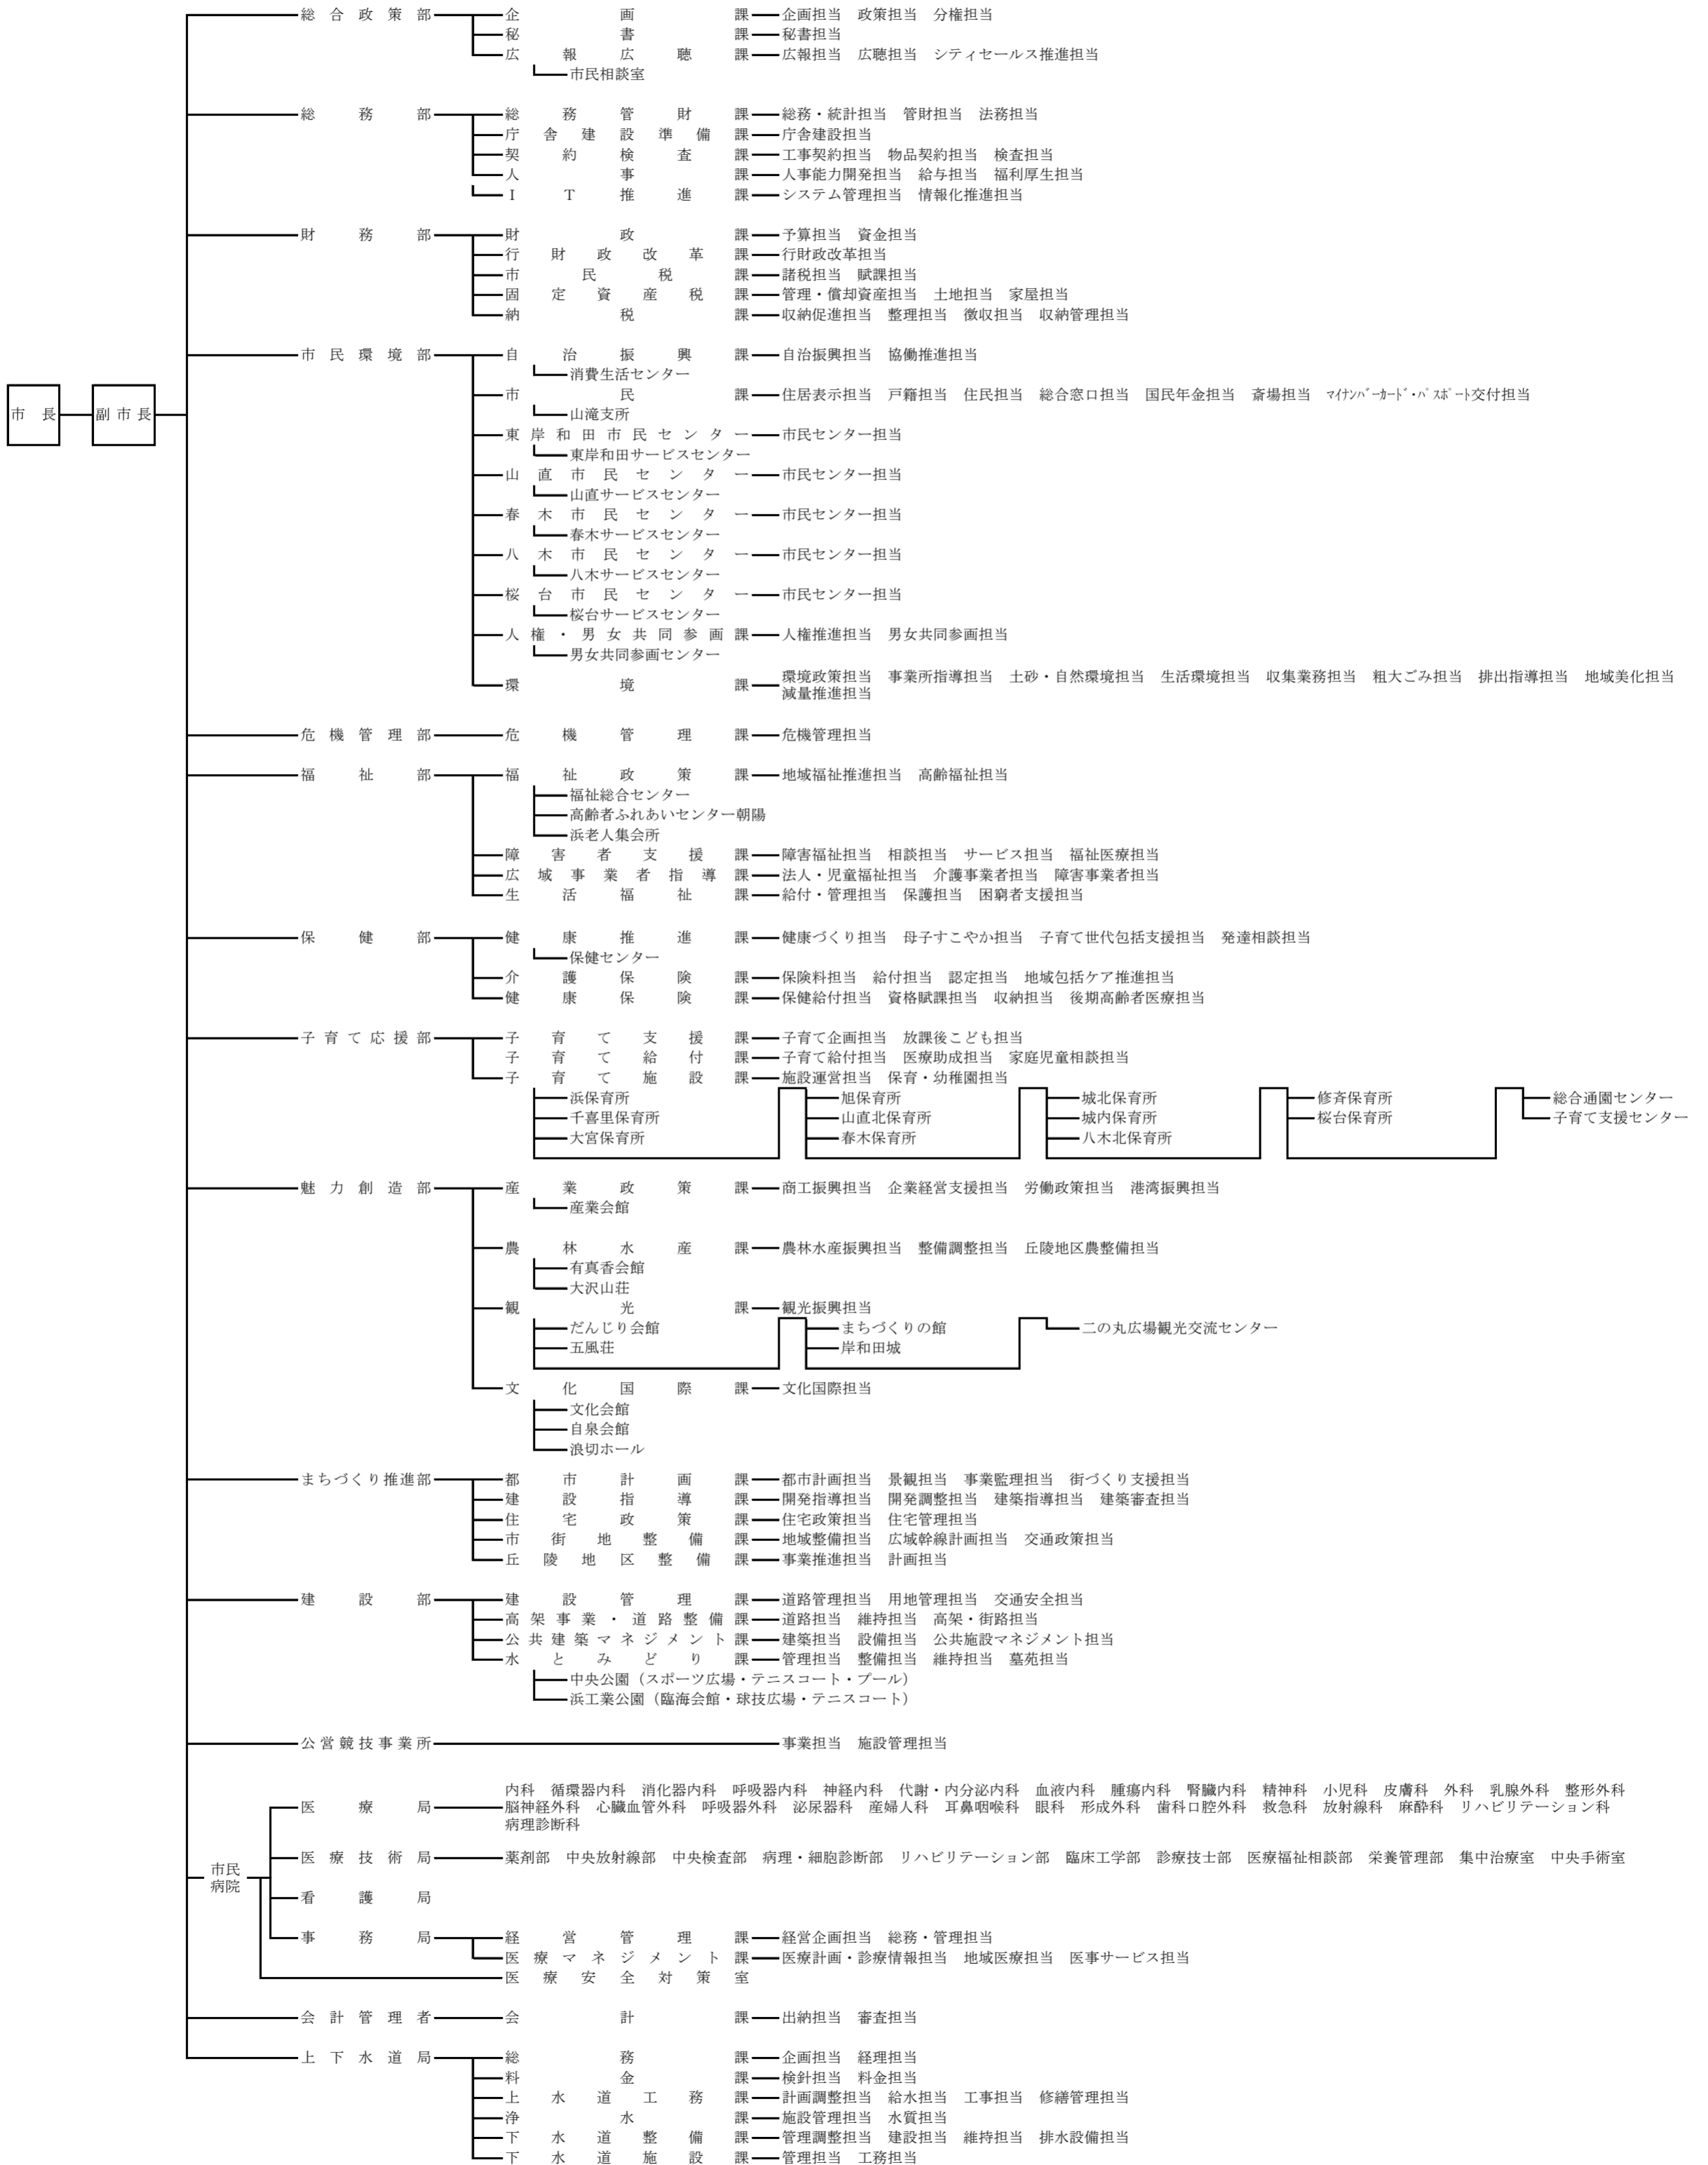 総合政策部 企画課 企画担当 政策担当 分権担当
秘書課 秘書担当
広報広聴課 広報担当 広聴担当 シティセールス推進担当
市民相談室
総務部 総務管財課 総務・統計担当 管財担当 法務担当
庁舎建設準備課 庁舎建設担当
契約検査課 工事契約担当 物品契約担当 検査担当
人事課 人事能力開発担当 給与担当 福利厚生担当
IT推進課 システム管理担当 情報化推進担当
財務部 財政課 予算担当 資金担当
行財政改革課 行財政改革担当
市民税課 諸税担当 賦課担当
固定資産税課 管理・償却資産担当 土地担当 家屋担当
納税課 収納促進担当 整理担当 徴収担当 収納管理担当
市民環境部 自治振興課 自治振興担当 協働推進担当
消費生活センター
市民課 住居表示担当 戸籍担当 住民担当 総合窓口担当 国民年金担当 斎場担当 ﾏｲﾅﾝﾊﾞｰｶｰﾄﾞ・ﾊﾟｽﾎﾟｰﾄ交付担当
市長 副市長
山滝支所
東岸和田市民センター 市民センター担当
東岸和田サービスセンター
山直市民センター 市民センター担当
山直サービスセンター
春木市民センター 市民センター担当
春木サービスセンター
八木市民センター 市民センター担当
八木サービスセンター
桜台市民センター 市民センター担当
桜台サービスセンター
人権・男女共同参画課 人権推進担当 男女共同参画担当
男女共同参画センター
環境課 環境政策担当 事業所指導担当 土砂・自然環境担当 生活環境担当 収集業務担当 粗大ごみ担当 排出指導担当 地域美化担当
減量推進担当
危機管理部 危機管理課 危機管理担当
福祉部 福祉政策課 地域福祉推進担当 高齢福祉担当
福祉総合センター
高齢者ふれあいセンター朝陽
浜老人集会所
障害者支援課 障害福祉担当 相談担当 サービス担当 福祉医療担当
広域事業者指導課 法人・児童福祉担当 介護事業者担当 障害事業者担当
生活福祉課 給付・管理担当 保護担当 困窮者支援担当
保健部 健康推進課 健康づくり担当 母子すこやか担当 子育て世代包括支援担当 発達相談担当
保健センター
介護保険課 保険料担当 給付担当 認定担当 地域包括ケア推進担当
健康保険課 保健給付担当 資格賦課担当 収納担当 後期高齢者医療担当
子育て応援部 子育て支援課 子育て企画担当 放課後こども担当
子育て給付課 子育て給付担当 医療助成担当 家庭児童相談担当
子育て施設課 施設運営担当 保育・幼稚園担当
浜保育所 旭保育所 城北保育所 修斉保育所 総合通園センター
千喜里保育所 山直北保育所 城内保育所 桜台保育所 子育て支援センター
大宮保育所 春木保育所 八木北保育所
魅力創造部 産業政策課 商工振興担当 企業経営支援担当 労働政策担当 港湾振興担当
産業会館
農林水産課 農林水産振興担当 整備調整担当 丘陵地区農整備担当
有真香会館
大沢山荘
観光課 観光振興担当
だんじり会館 まちづくりの館 二の丸広場観光交流センター
五風荘 岸和田城
文化国際課 文化国際担当
文化会館
自泉会館
浪切ホール
まちづくり推進部 都市計画課 都市計画担当 景観担当 事業監理担当 街づくり支援担当
建設指導課 開発指導担当 開発調整担当 建築指導担当 建築審査担当
住宅政策課 住宅政策担当 住宅管理担当
市街地整備課 地域整備担当 広域幹線計画担当 交通政策担当
丘陵地区整備課 事業推進担当 計画担当
建設部 建設管理課 道路管理担当 用地管理担当 交通安全担当
高架事業・道路整備課 道路担当 維持担当 高架・街路担当
公共建築マネジメント課 建築担当 設備担当 公共施設マネジメント担当
水とみどり課 管理担当 整備担当 維持担当 墓苑担当
中央公園（スポーツ広場・テニスコート・プール）
浜工業公園（臨海会館・球技広場・テニスコート）
公営競技事業所 事業担当 施設管理担当
内科 循環器内科 消化器内科 呼吸器内科 神経内科 代謝・内分泌内科 血液内科 腫瘍内科 腎臓内科 精神科 小児科 皮膚科 外科 乳腺外科 整形外科
医療局 脳神経外科 心臓血管外科 呼吸器外科 泌尿器科 産婦人科 耳鼻咽喉科 眼科 形成外科 歯科口腔外科 救急科 放射線科 麻酔科 リハビリテーション科
病理診断科
医療技術局 薬剤部 中央放射線部 中央検査部 病理・細胞診断部 リハビリテーション部 臨床工学部 診療技士部 医療福祉相談部 栄養管理部 集中治療室 中央手術室
市民
病院
看護局
事務局 経営管理課 経営企画担当 総務・管理担当
医療マネジメント課 医療計画・診療情報担当 地域医療担当 医事サービス担当
医療安全対策室
会計管理者 会計課 出納担当 審査担当
上下水道局 総務課 企画担当 経理担当
料金課 検針担当 料金担当
上水道工務課 計画調整担当 給水担当 工事担当 修繕管理担当
浄水課 施設管理担当 水質担当
下水道整備課 管理調整担当 建設担当 維持担当 排水設備担当
下水道施設課 管理担当 工務担当